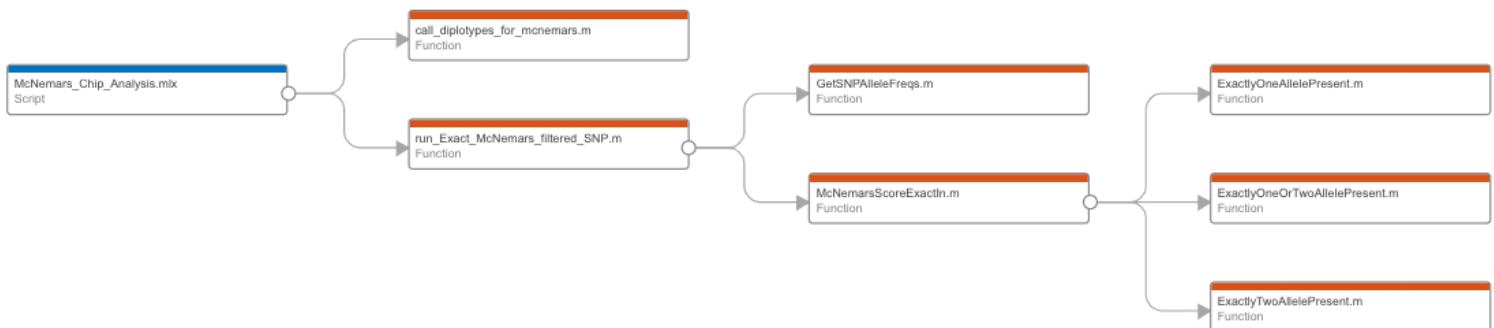 McNemars_Chip_Analysis.mlx
Script
call_diplotypes_for_mcnemars.m
Function
run_Exact_McNemars_filtered_SNP.m
Function
GetSNPAlleleFreqs.m
Function
McNemarsScoreExactIn.m
Function
ExactlyOneAllelePresent.m
Function
ExactlyOneOrTwoAllelePresent.m
Function
ExactlyTwoAllelePresent.m
Function